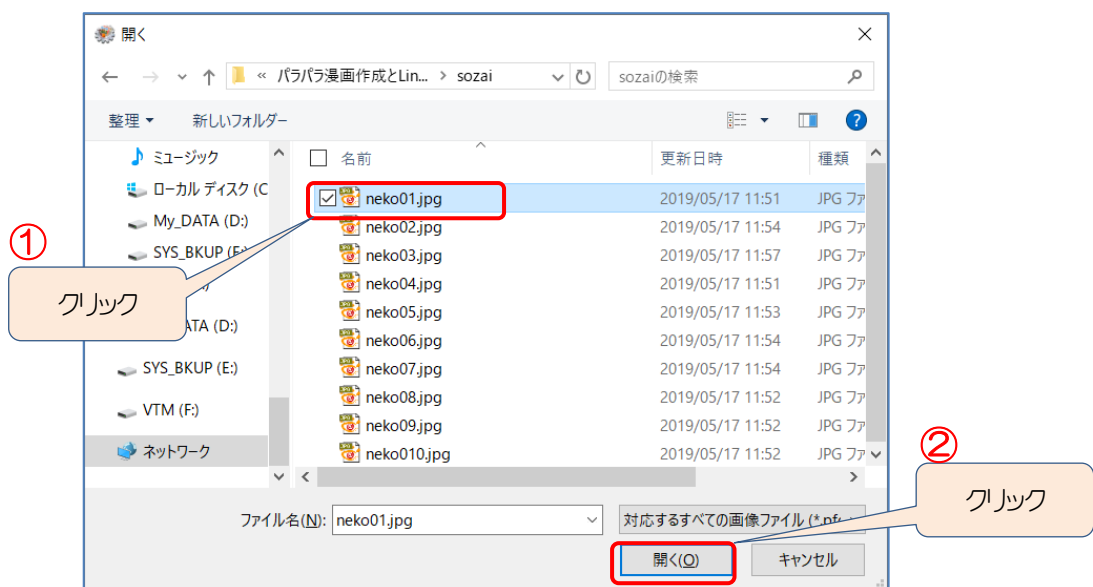 開く
« パラパラ漫画作成とLin... › sozai
sozaiの検索
整理 新しいフォルダー
ミュージック
ローカル ディスク (C
My_DATA (D:)
SYS_BKUP (E:)
ATA (D:)
SYS_BKUP (E:)
VTM (F:)
ネットワーク
名前 更新日時 種類
neko01.jpg 2019/05/17 11:51 JPG ファ
neko02.jpg 2019/05/17 11:54 JPG ファ
neko03.jpg 2019/05/17 11:57 JPG ファ
neko04.jpg 2019/05/17 11:51 JPG ファ
neko05.jpg 2019/05/17 11:53 JPG ファ
neko06.jpg 2019/05/17 11:54 JPG ファ
neko07.jpg 2019/05/17 11:54 JPG ファ
neko08.jpg 2019/05/17 11:52 JPG ファ
neko09.jpg 2019/05/17 11:52 JPG ファ
neko010.jpg 2019/05/17 11:52 JPG ファ
①
クリック
②
クリック
ファイル名(N): neko01.jpg
対応するすべての画像ファイル (*.pf
開く(O) キャンセル